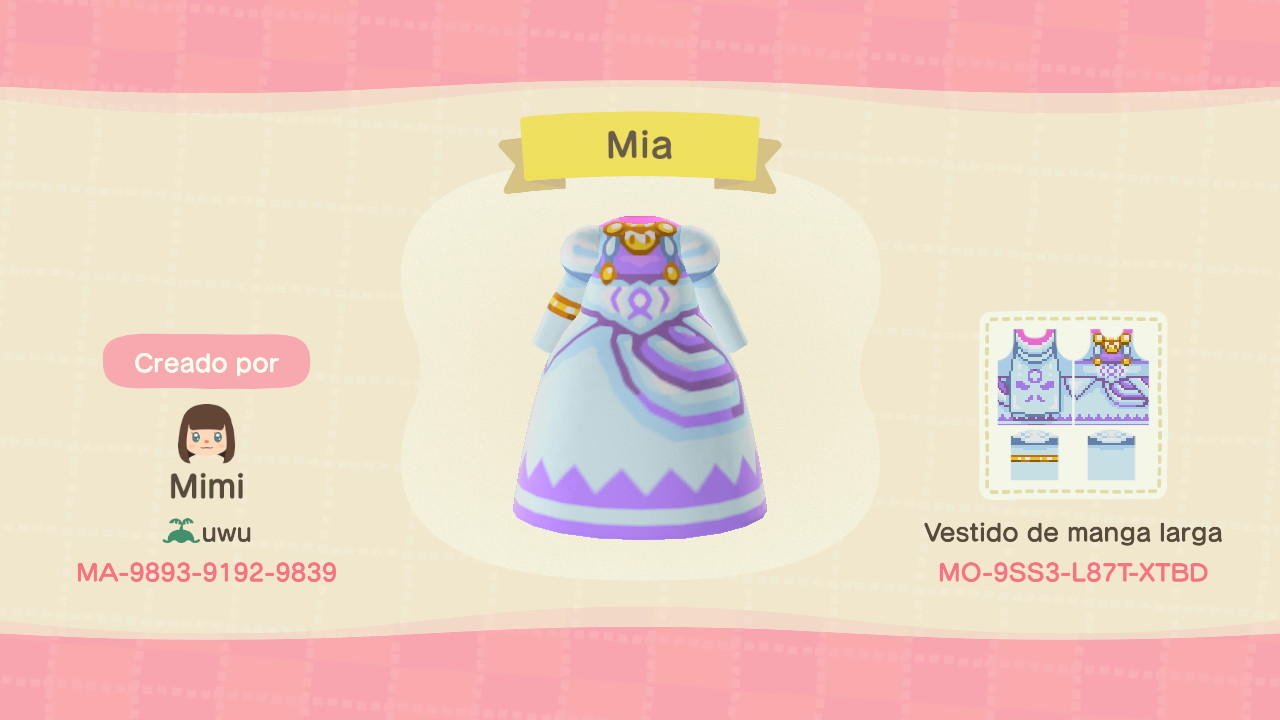 Mia
Creado por
Mimi
uwu
MA-9893-9192-9839
Vestido de manga larga
MO-9SS3-L87T-XTBD